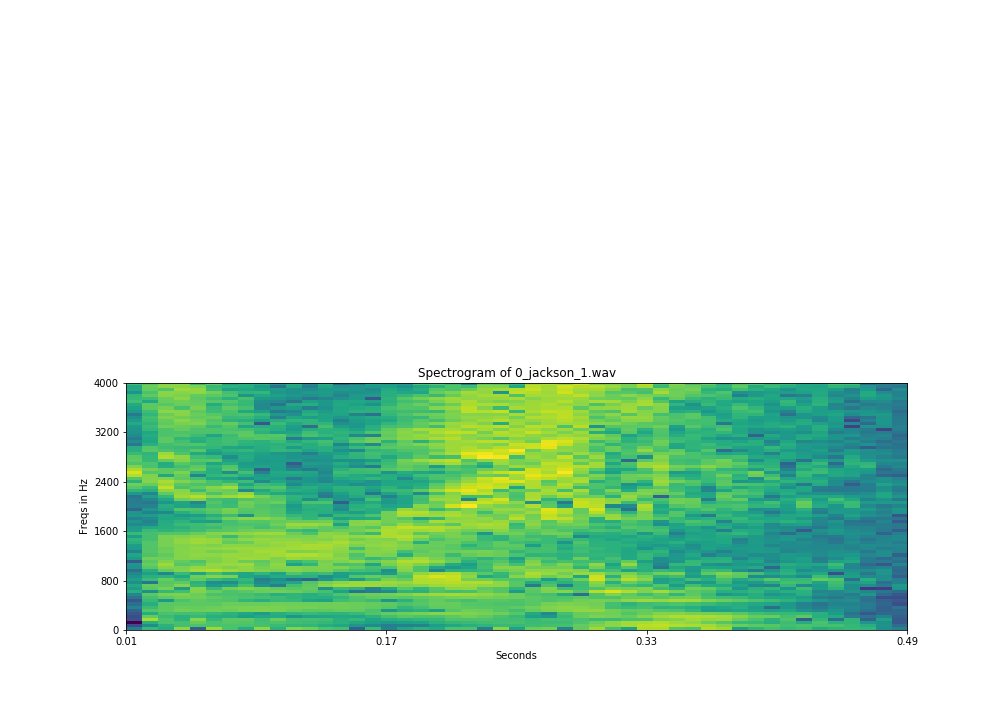 Spectrogram of 0_jackson_1.wav
4000
3200
2400
1600
800
0
Freqs in Hz
0.01 0.17 0.33 0.49
Seconds